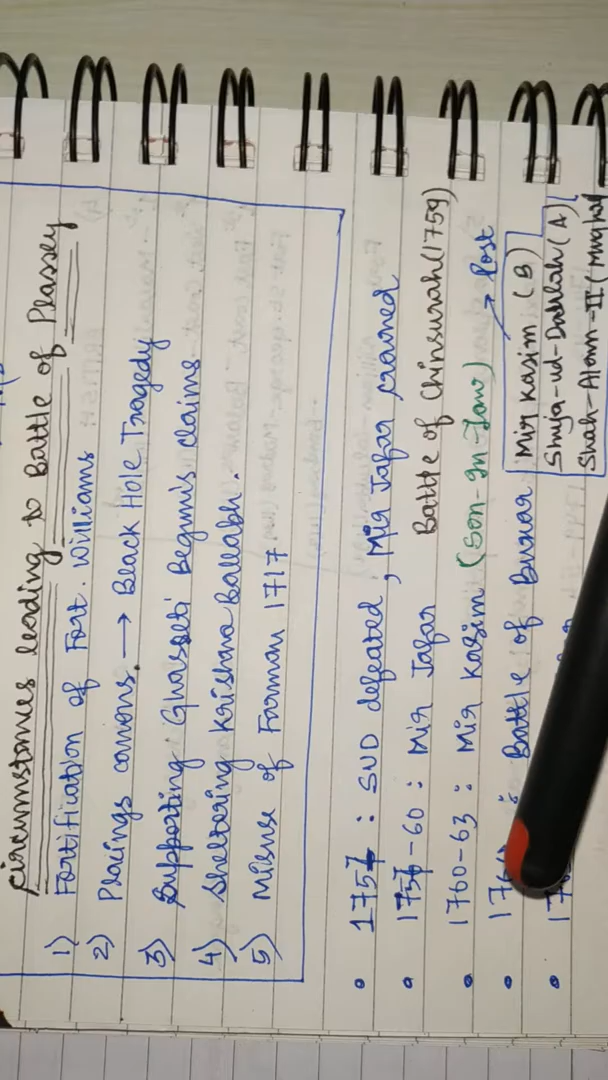 circumstances leading to Battle of Plassey
1) Fortification of Fort. Williams
2) Placings canons. → Black Hole Tragedy
3) Supporting Ghasseti Begum's claims
4) Sheltering Krishna Ballabh.
5) Misuse of Farman 1717
• 1757 : SUD defeated, Mir Jafar crowned
• 1757-60 : Mir Jafar Battle of Chinsurah (1759)
• 1760-63 : Mir Kasim (son-In-Law) → Post
• Battle of Buxar Mir Kasim (B)
Shuja-ud-Daulah (A)
Shah-Alam-II (Mughal